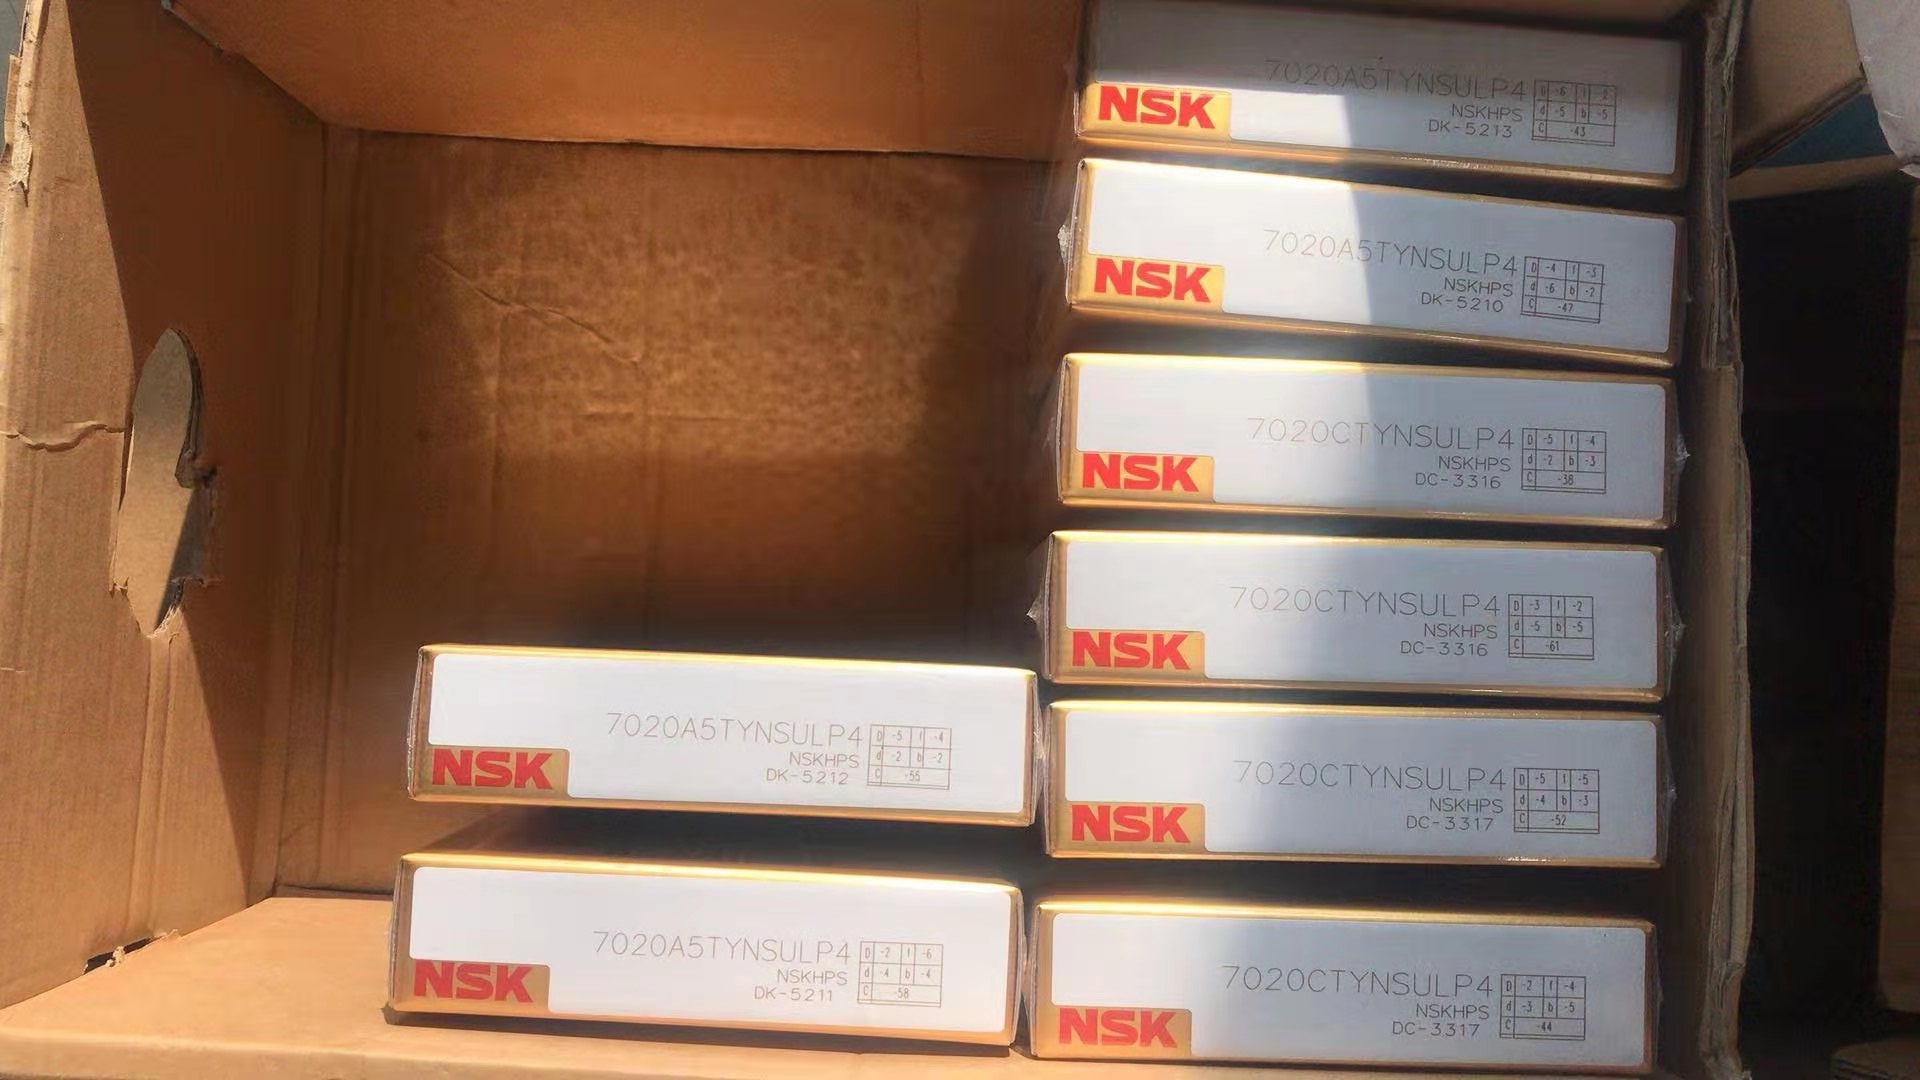 7020A5TYNSULP4
NSK
NSKHPS
DK-5213
D -6 f -2
d -5 b -5
C -43
7020A5TYNSULP4
NSK
NSKHPS
DK-5210
D -4 f -3
d -6 b -2
C -47
7020CTYNSULP4
NSK
NSKHPS
DC-3316
D -5 f -4
d -2 b -3
C -38
7020CTYNSULP4
NSK
NSKHPS
DC-3316
D -3 f -2
d -5 b -5
C -61
7020A5TYNSULP4
NSK
NSKHPS
DK-5212
D -5 f -4
d -2 b -2
C -55
7020CTYNSULP4
NSK
NSKHPS
DC-3317
D -5 f -5
d -4 b -3
C -52
7020A5TYNSULP4
NSK
NSKHPS
DK-5211
D -2 f -6
d -4 b -4
C -58
7020CTYNSULP4
NSK
NSKHPS
DC-3317
D -2 f -4
d -3 b -5
C -44